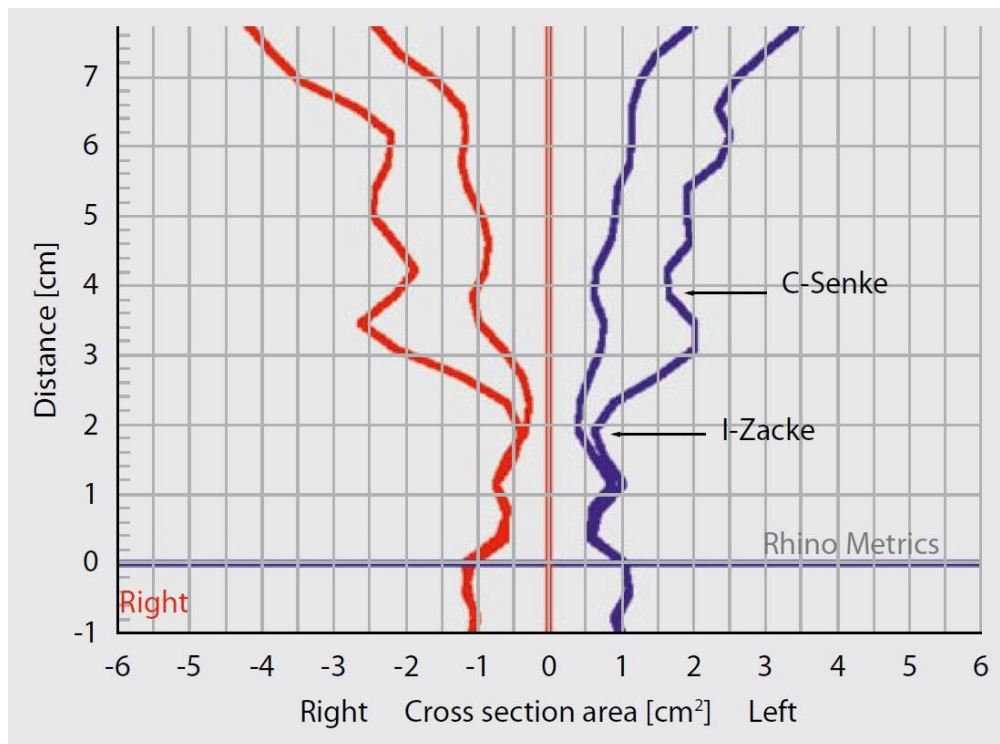 7
6
5
4
3
2
1
0
-1
Distance [cm]
C-Senke
I-Zacke
Rhino Metrics
Right
-6 -5 -4 -3 -2 -1 0 1 2 3 4 5 6
Right Cross section area [cm²] Left